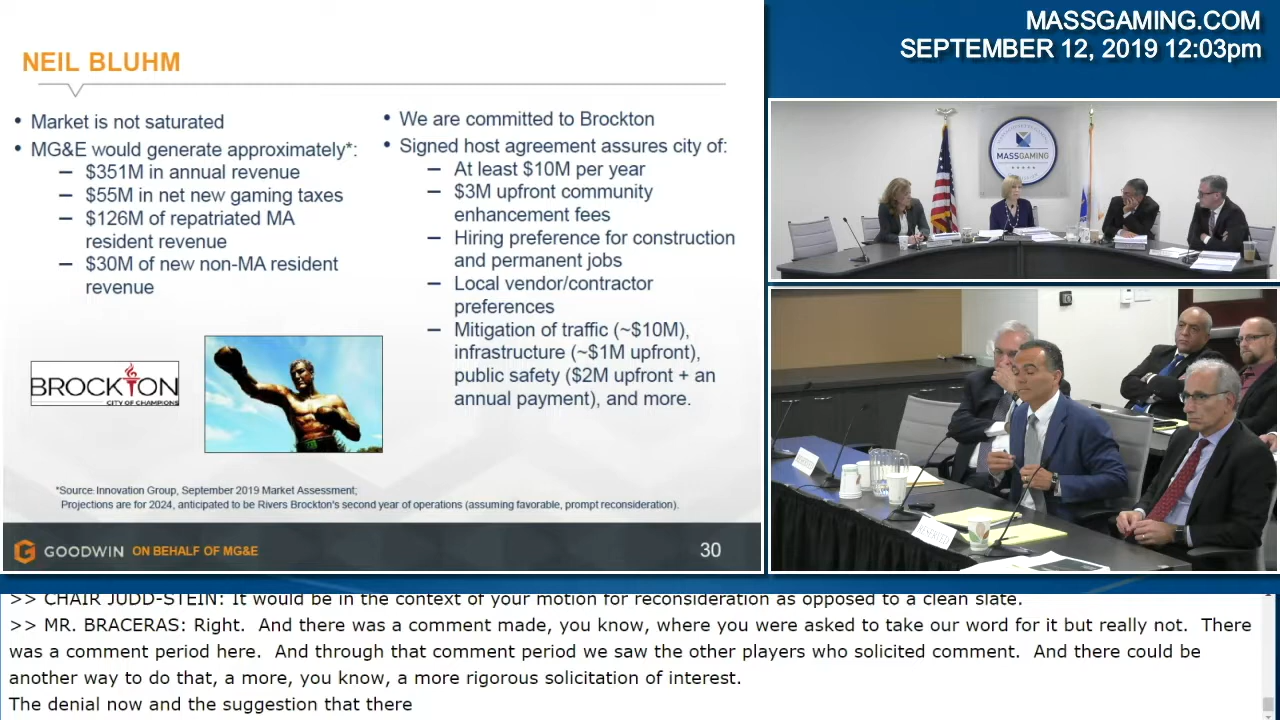 NEIL BLUHM
• Market is not saturated
• MG&E would generate approximately*:
– $351M in annual revenue
– $55M in net new gaming taxes
– $126M of repatriated MA
resident revenue
– $30M of new non-MA resident
revenue
• We are committed to Brockton
• Signed host agreement assures city of:
– At least $10M per year
– $3M upfront community
enhancement fees
– Hiring preference for construction
and permanent jobs
– Local vendor/contractor
preferences
– Mitigation of traffic (~$10M),
infrastructure (~$1M upfront),
public safety ($2M upfront + an
annual payment), and more.
BROCKTON
CITY OF CHAMPIONS
*Source: Innovation Group, September 2019 Market Assessment;
Projections are for 2024, anticipated to be Rivers Brockton's second year of operations (assuming favorable, prompt reconsideration).
GOODWIN ON BEHALF OF MG&E
30
MASSGAMING.COM
SEPTEMBER 12, 2019 12:03pm
MASSGAMING
RESERVED
>> CHAIR JUDD-STEIN: It would be in the context of your motion for reconsideration as opposed to a clean slate.
>> MR. BRACERAS: Right. And there was a comment made, you know, where you were asked to take our word for it but really not. There
was a comment period here. And through that comment period we saw the other players who solicited comment. And there could be
another way to do that, a more, you know, a more rigorous solicitation of interest.
The denial now and the suggestion that there